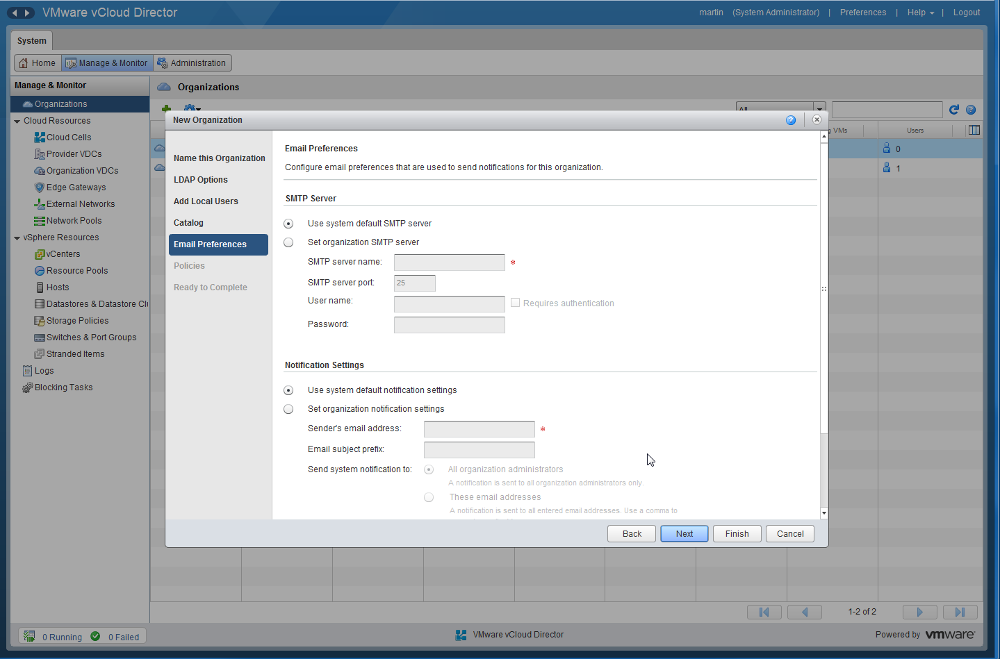 VMware vCloud Director
martin (System Administrator) | Preferences | Help | Logout
System
Home Manage & Monitor Administration
Manage & Monitor
Organizations
Cloud Resources
Cloud Cells
Provider VDCs
Organization VDCs
Edge Gateways
External Networks
Network Pools
vSphere Resources
vCenters
Resource Pools
Hosts
Datastores & Datastore Clu
Storage Policies
Switches & Port Groups
Stranded Items
Logs
Blocking Tasks
Organizations
All
VMs Users
0
1
New Organization
Name this Organization
LDAP Options
Add Local Users
Catalog
Email Preferences
Policies
Ready to Complete
Email Preferences
Configure email preferences that are used to send notifications for this organization.
SMTP Server
Use system default SMTP server
Set organization SMTP server
SMTP server name: *
SMTP server port: 25
User name: Requires authentication
Password:
Notification Settings
Use system default notification settings
Set organization notification settings
Sender's email address: *
Email subject prefix:
Send system notification to: All organization administrators
A notification is sent to all organization administrators only.
These email addresses
A notification is sent to all entered email addresses. Use a comma to
Back Next Finish Cancel
1-2 of 2
0 Running 0 Failed
VMware vCloud Director
Powered by vmware